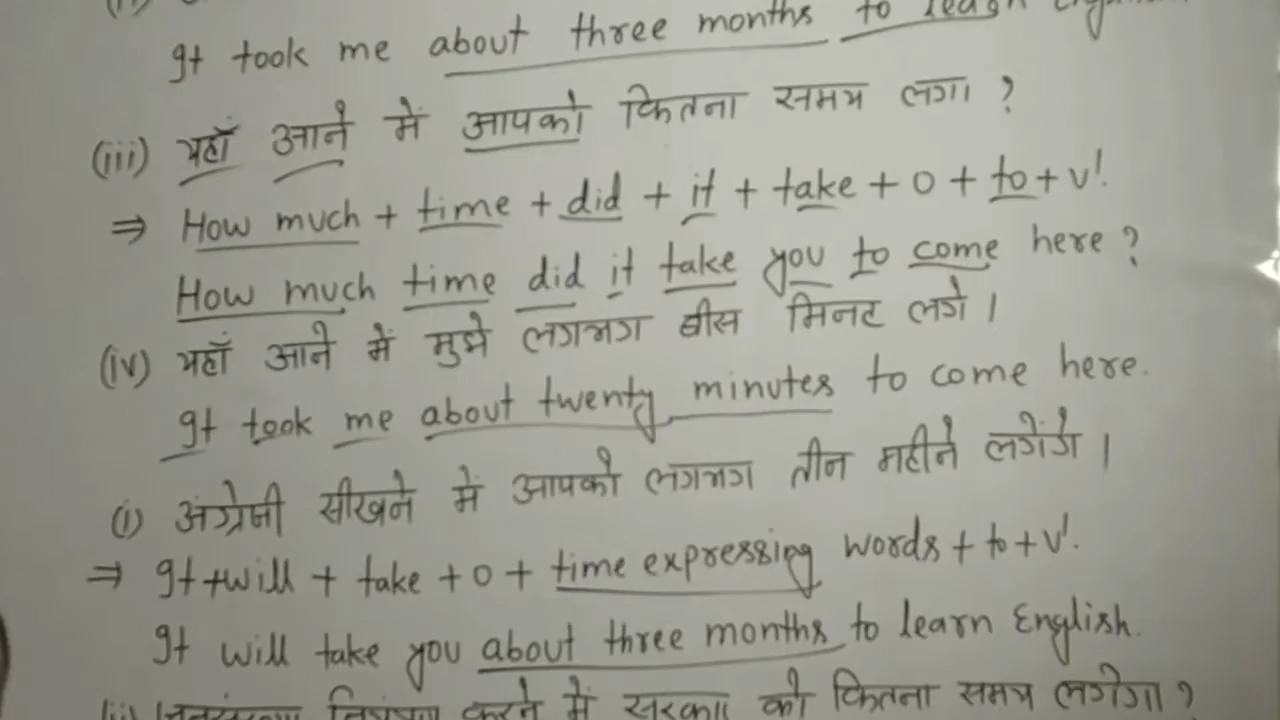 It took me about three months to learn
(iii) यहाँ आने में आपको कितना समय लगा ?
⇒ How much + time + did + it + take + O + to + V¹.
How much time did it take you to come here ?
(iv) यहाँ आने में मुझे लगभग बीस मिनट लगे ।
It took me about twenty minutes to come here.
(i) अंग्रेजी सीखने में आपको लगभग तीन महीने लगेंगे ।
⇒ It + will + take + O + time expressing words + to + V¹.
It will take you about three months to learn English.
(ii) जनसंख्या नियंत्रण करने में सरकार को कितना समय लगेगा ?